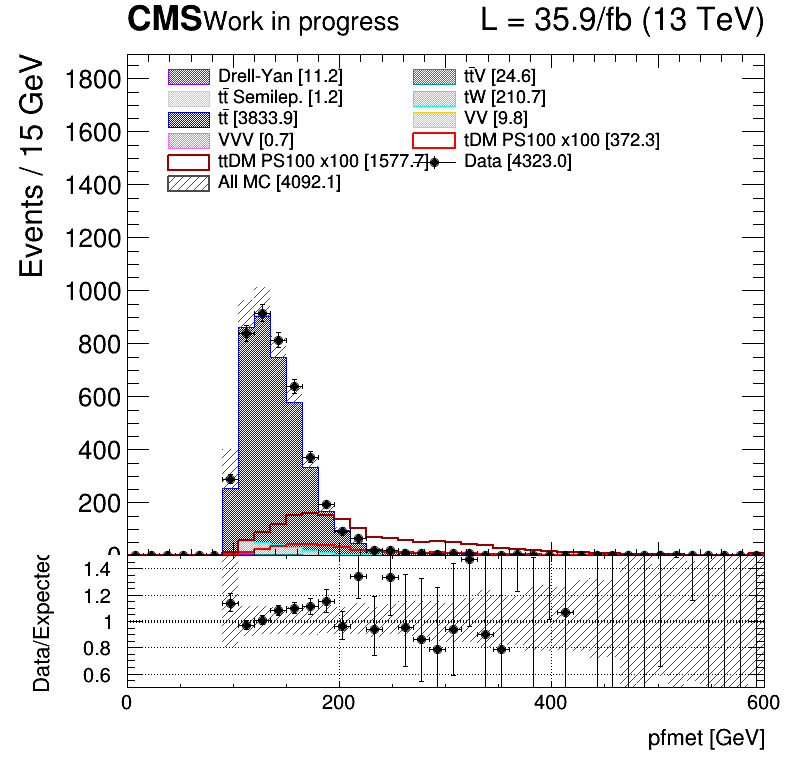 CMS Work in progress L = 35.9/fb (13 TeV)
Events / 15 GeV
1800
1600
1400
1200
1000
800
600
400
200
0
Drell-Yan [11.2] tt̄V [24.6]
tt̄ Semilep. [1.2] tW [210.7]
tt̄ [3833.9] VV [9.8]
VVV [0.7] tDM PS100 x100 [372.3]
ttDM PS100 x100 [1577.7] Data [4323.0]
All MC [4092.1]
Data/Expected
1.4
1.2
1
0.8
0.6
0 200 400 600
pfmet [GeV]